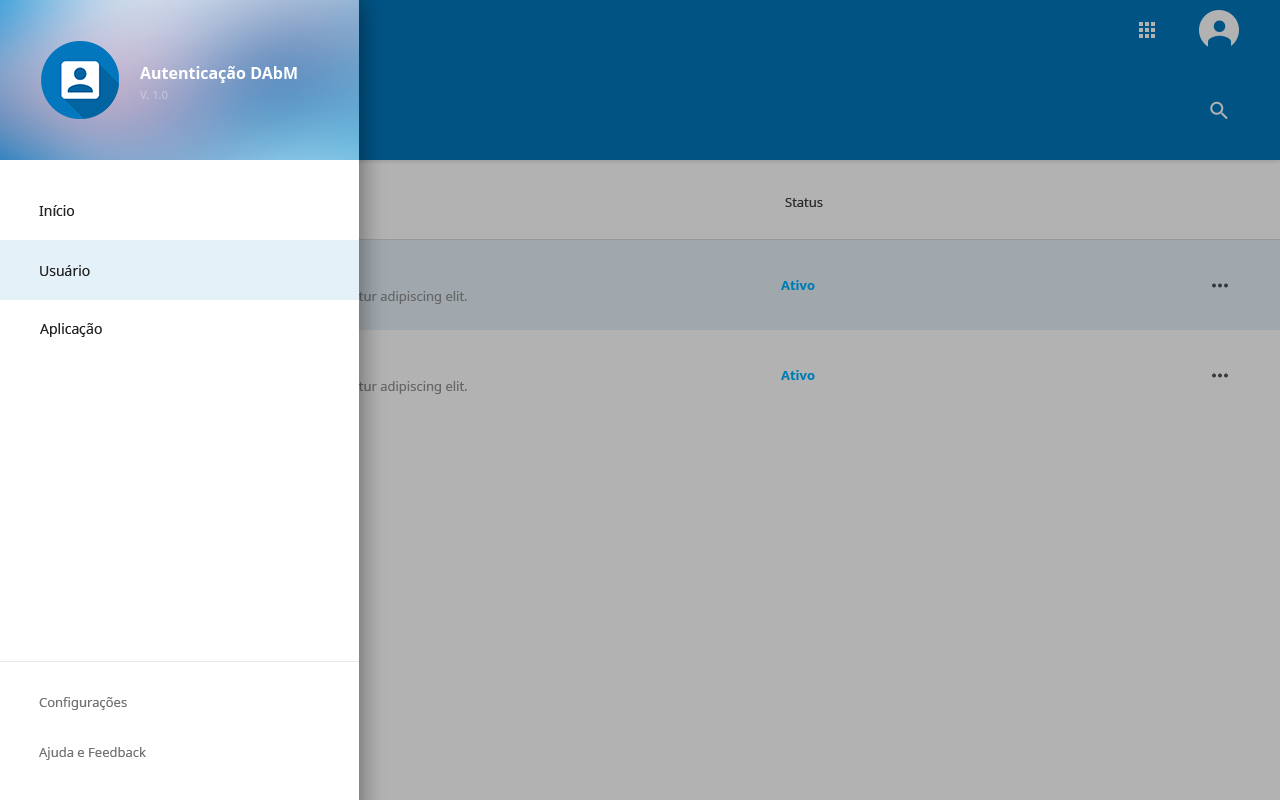 Autenticação DAbM
V. 1.0
Início
Usuário
Aplicação
Configurações
Ajuda e Feedback
Status
tur adipiscing elit.
Ativo
tur adipiscing elit.
Ativo